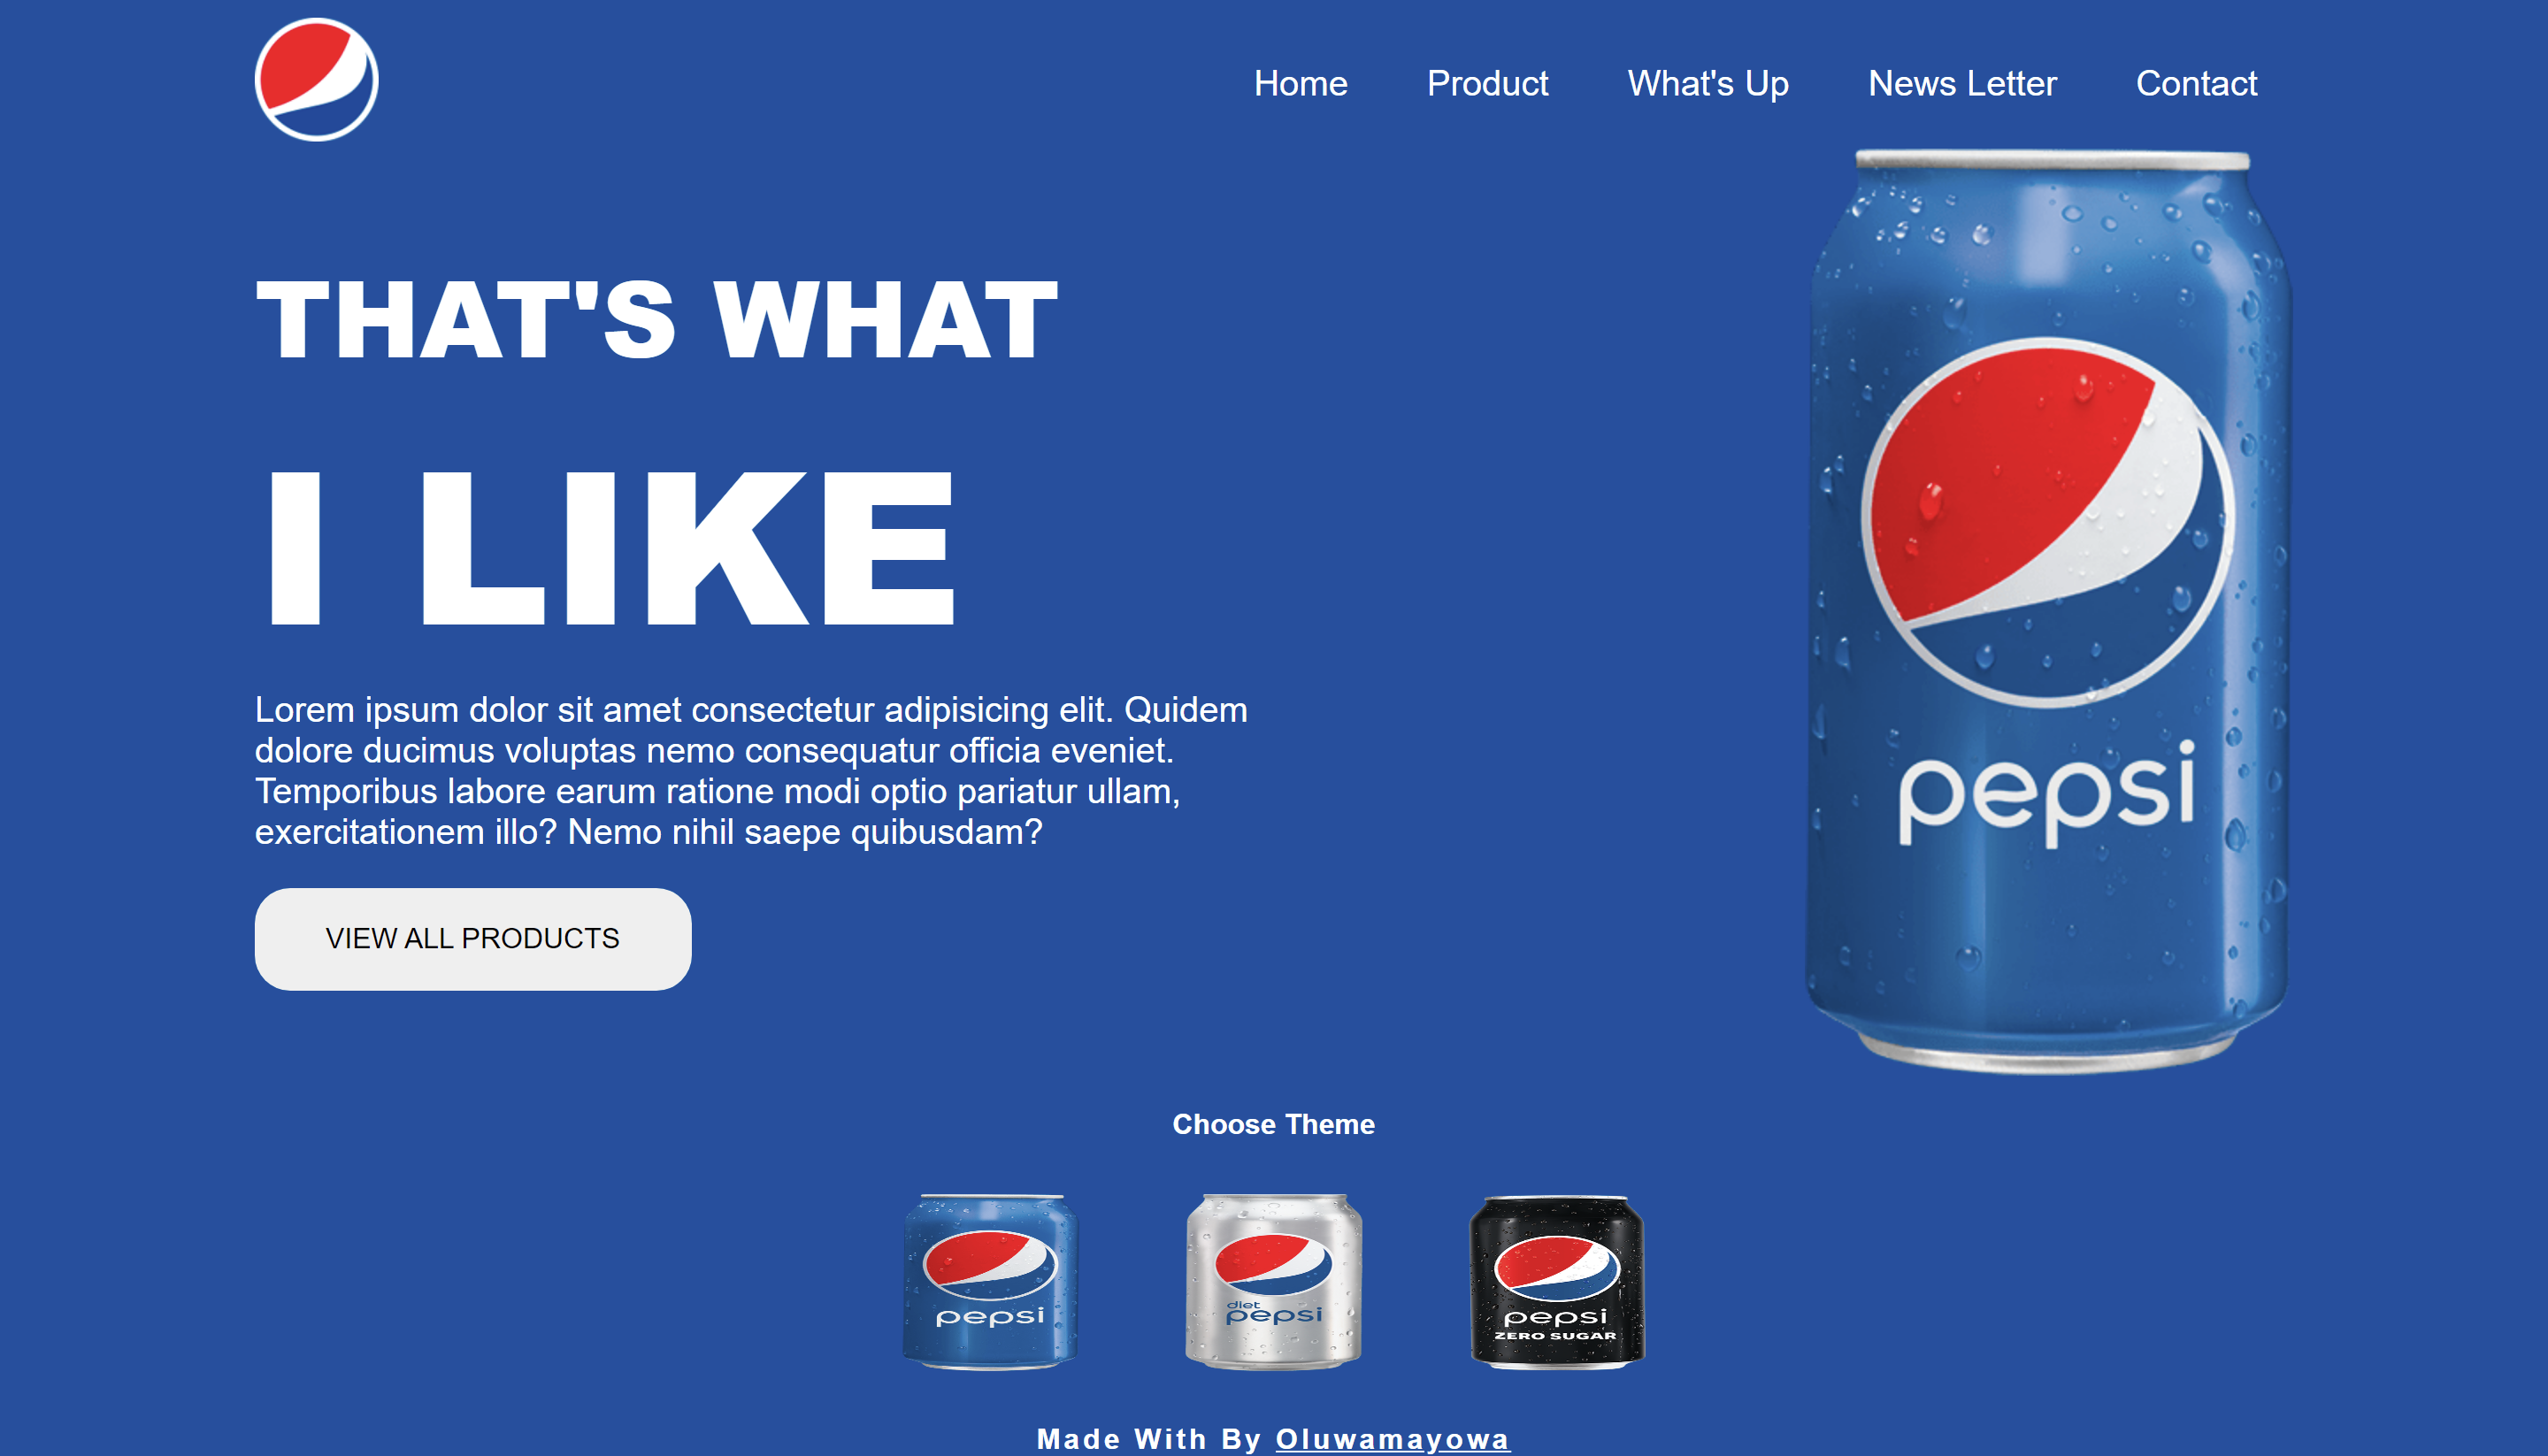 Home Product What's Up News Letter Contact
THAT'S WHAT
I LIKE
Lorem ipsum dolor sit amet consectetur adipisicing elit. Quidem
dolore ducimus voluptas nemo consequatur officia eveniet.
Temporibus labore earum ratione modi optio pariatur ullam,
exercitationem illo? Nemo nihil saepe quibusdam?
pepsi
VIEW ALL PRODUCTS
Choose Theme
pepsi
diet
pepsi
pepsi
ZERO SUGAR
Made With By Oluwamayowa